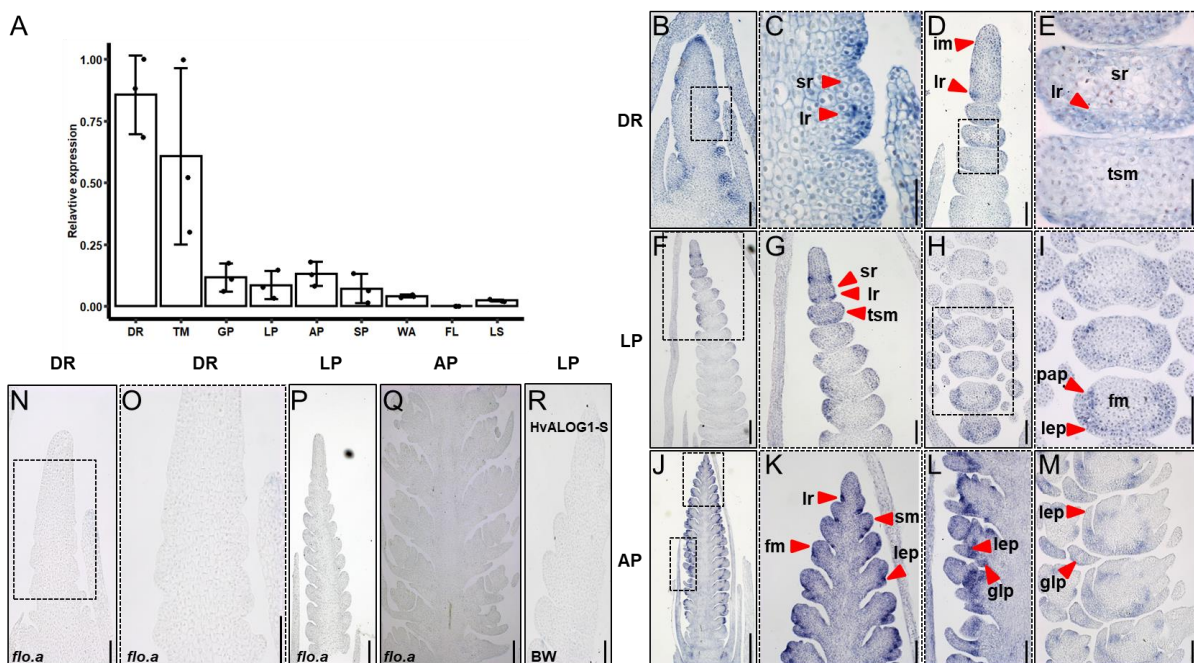 A
Relavtive expression
1.00
0.75
0.50
0.25
0.00
DR TM GP LP AP SP WA FL LS
B
C
sr
lr
D
im
lr
E
sr
lr
tsm
DR
F
G
sr
lr
tsm
H
I
pap
fm
lep
LP
J
K
lr
sm
fm
lep
L
lep
glp
M
lep
glp
AP
DR DR LP AP LP
N
flo.a
O
flo.a
P
flo.a
Q
flo.a
R
HvALOG1-S
BW